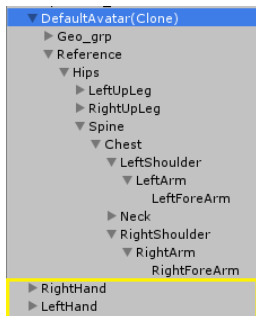 DefaultAvatar(Clone)
Geo_grp
Reference
Hips
LeftUpLeg
RightUpLeg
Spine
Chest
LeftShoulder
LeftArm
LeftForeArm
Neck
RightShoulder
RightArm
RightForeArm
RightHand
LeftHand